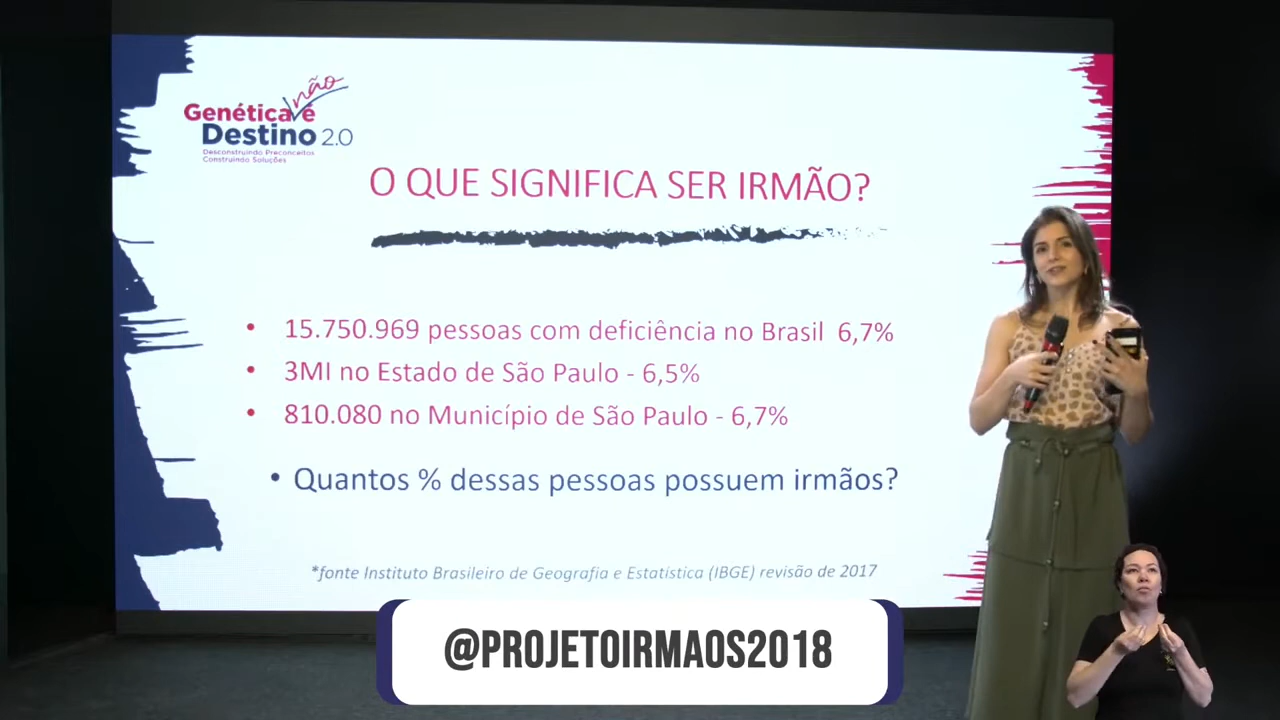 não
Genética é
Destino 2.0
Desconstruindo Preconceitos
Construindo Soluções
O QUE SIGNIFICA SER IRMÃO?
• 15.750.969 pessoas com deficiência no Brasil 6,7%
• 3MI no Estado de São Paulo - 6,5%
• 810.080 no Município de São Paulo - 6,7%
• Quantos % dessas pessoas possuem irmãos?
*fonte Instituto Brasileiro de Geografia e Estatística (IBGE) revisão de 2017
@PROJETOIRMAOS2018